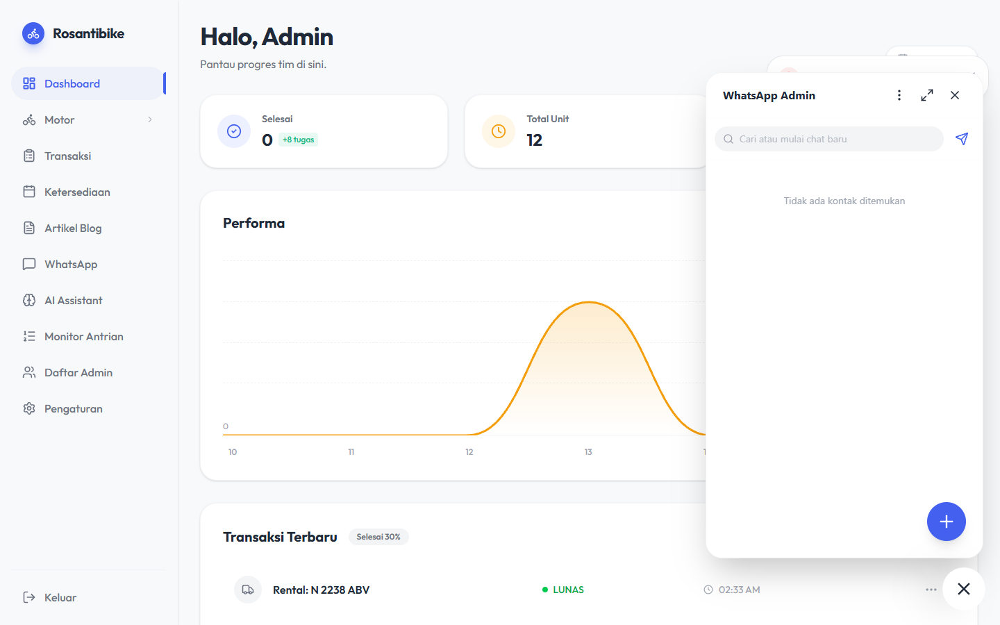 Rosantibike
Dashboard
Motor
Transaksi
Ketersediaan
Artikel Blog
WhatsApp
AI Assistant
Monitor Antrian
Daftar Admin
Pengaturan
Keluar
Halo, Admin
Pantau progres tim di sini.
Selesai
0 +8 tugas
Total Unit
12
Performa
0
10 11 12 13
Transaksi Terbaru Selesai 30%
Rental: N 2238 ABV LUNAS 02:33 AM
WhatsApp Admin
Cari atau mulai chat baru
Tidak ada kontak ditemukan